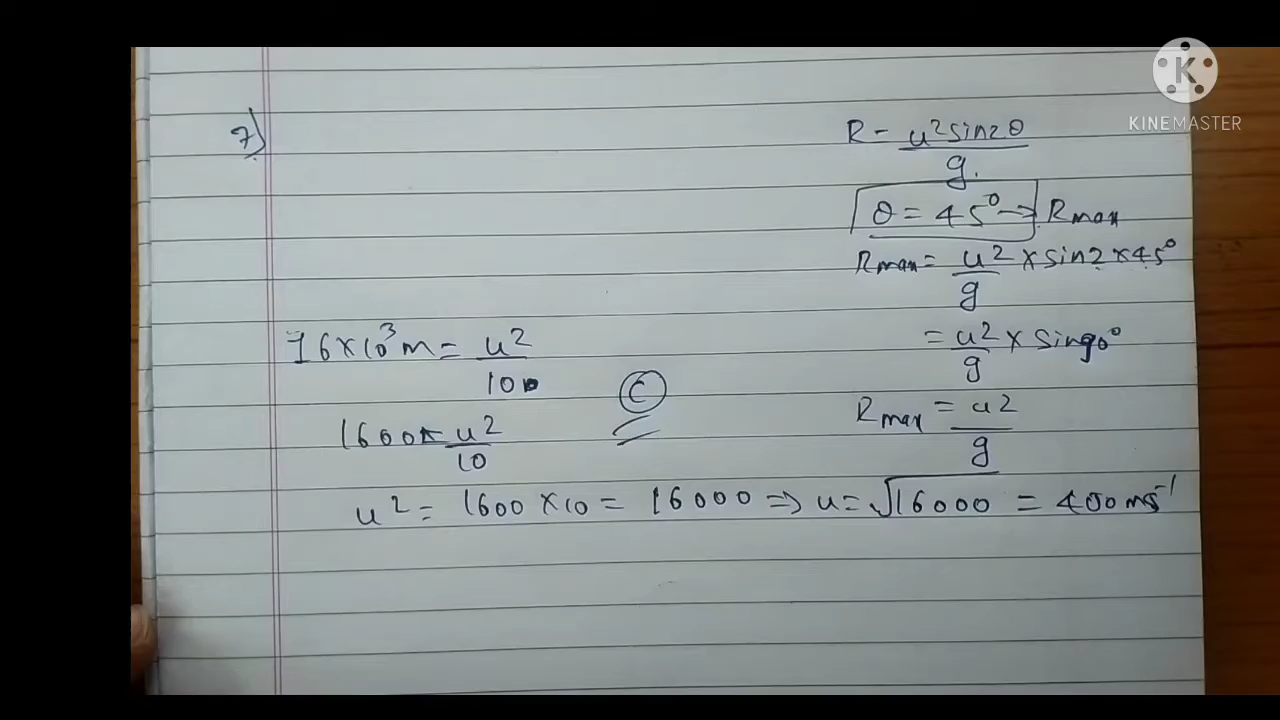 7)
R = u²sin2θ
g.
θ = 45° → Rmax
Rmax = u² × sin2×45°
g
= u² × sin90°
g
Rmax = u²
g
16×10³m = u²
100
1600 = u²
10
u² = 1600 ×10 = 16000 ⇒ u = √16000 = 400ms⁻¹
C
K
KINEMASTER